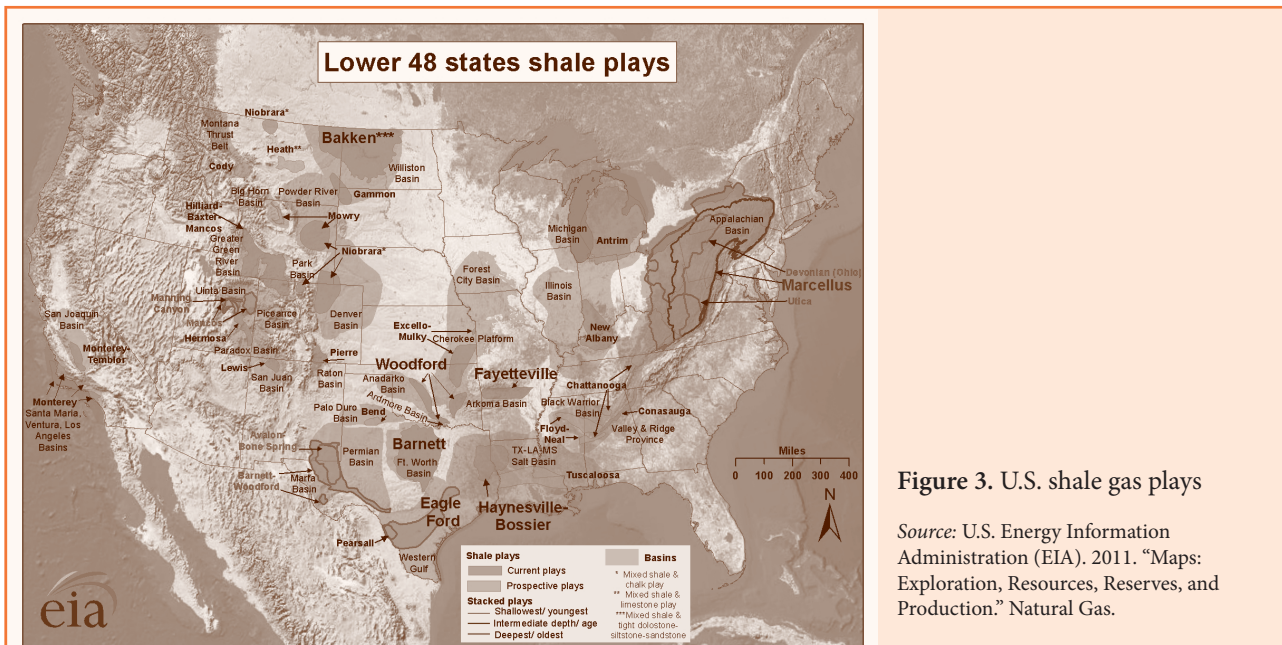 Lower 48 states shale plays
Niobrara*
Montana
Thrust
Belt
Bakken***
Heath**
Cody
Williston
Basin
Big Horn
Basin
Powder River
Basin
Gammon
Hilliard-
Baxter-
Mancos
Mowry
Greater
Green
River
Basin
Niobrara*
Park
Basin
Michigan
Basin
Antrim
Appalachian
Basin
Devonian (Ohio)
Marcellus
Utica
Forest
City Basin
Illinois
Basin
Uinta Basin
Manning
Canyon
Mancos
Piceance
Basin
Denver
Basin
San Joaquin
Basin
Hermosa
Excello-
Mulky
Cherokee Platform
New
Albany
Monterey-
Temblor
Paradox Basin
Pierre
Lewis
San Juan
Basin
Raton
Basin
Woodford
Anadarko
Basin
Fayetteville
Chattanooga
Monterey
Santa Maria,
Ventura, Los
Angeles
Basins
Palo Duro
Basin
Bend
Ardmore Basin
Arkoma Basin
Black Warrior
Basin
Conasauga
Floyd-
Neal
Valley & Ridge
Province
Avalon-
Bone Spring
Permian
Basin
Barnett
Ft. Worth
Basin
TX-LA-MS
Salt Basin
Tuscaloosa
Barnett-
Woodford
Marfa
Basin
Eagle
Ford
Haynesville-
Bossier
Pearsall
Western
Gulf
Miles
0 100 200 300 400
N
Shale plays
Current plays
Prospective plays
Stacked plays
Shallowest/ youngest
Intermediate depth/ age
Deepest/ oldest
Basins
* Mixed shale &
chalk play
** Mixed shale &
limestone play
***Mixed shale &
tight dolostone-
siltstone-sandstone
eia
Figure 3. U.S. shale gas plays
Source: U.S. Energy Information
Administration (EIA). 2011. “Maps:
Exploration, Resources, Reserves, and
Production.” Natural Gas.